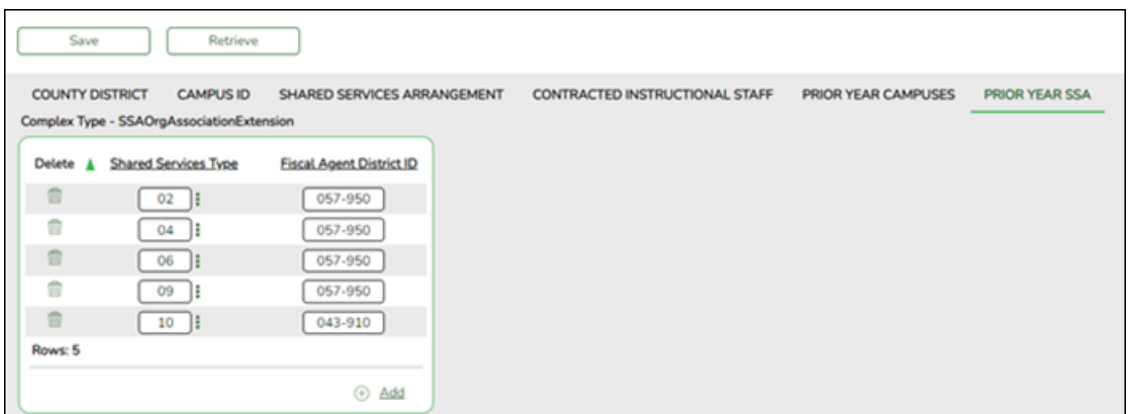 Save Retrieve
COUNTY DISTRICT CAMPUS ID SHARED SERVICES ARRANGEMENT CONTRACTED INSTRUCTIONAL STAFF PRIOR YEAR CAMPUSES PRIOR YEAR SSA
Complex Type - SSAOrgAssociationExtension
Delete Shared Services Type Fiscal Agent District ID
02 057-950
04 057-950
06 057-950
09 057-950
10 043-910
Rows: 5
Add